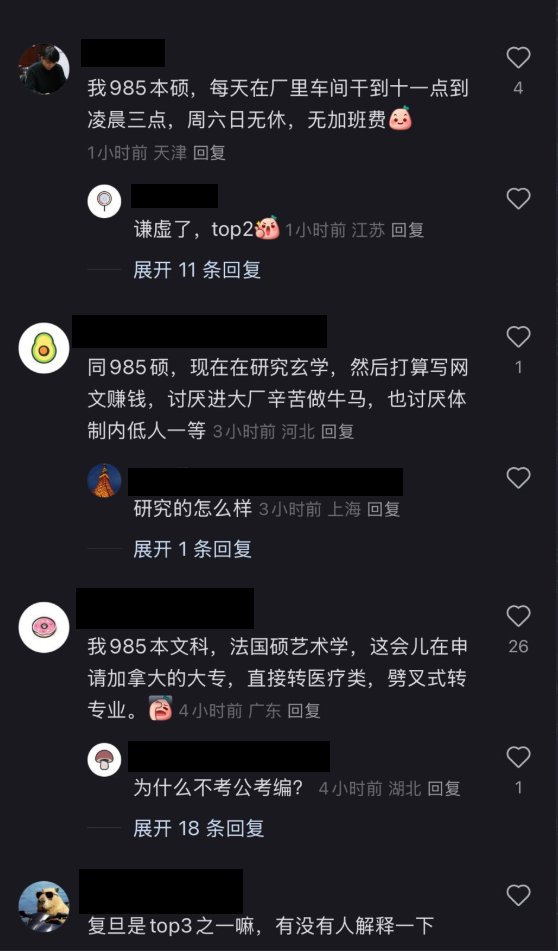 我985本硕，每天在厂里车间干到十一点到
凌晨三点，周六日无休，无加班费
4
1小时前 天津 回复
谦虚了，top2 1小时前 江苏 回复
展开 11 条回复
同985硕，现在在研究玄学，然后打算写网
1
文赚钱，讨厌进大厂辛苦做牛马，也讨厌体
制内低人一等 3小时前 河北 回复
研究的怎么样 3小时前 上海 回复
展开 1 条回复
我985本文科，法国硕艺术学，这会儿在申
26
请加拿大的大专，直接转医疗类，劈叉式转
专业。 4小时前 广东 回复
为什么不考公考编？ 4小时前 湖北 回复
1
展开 18 条回复
复旦是top3之一嘛，有没有人解释一下